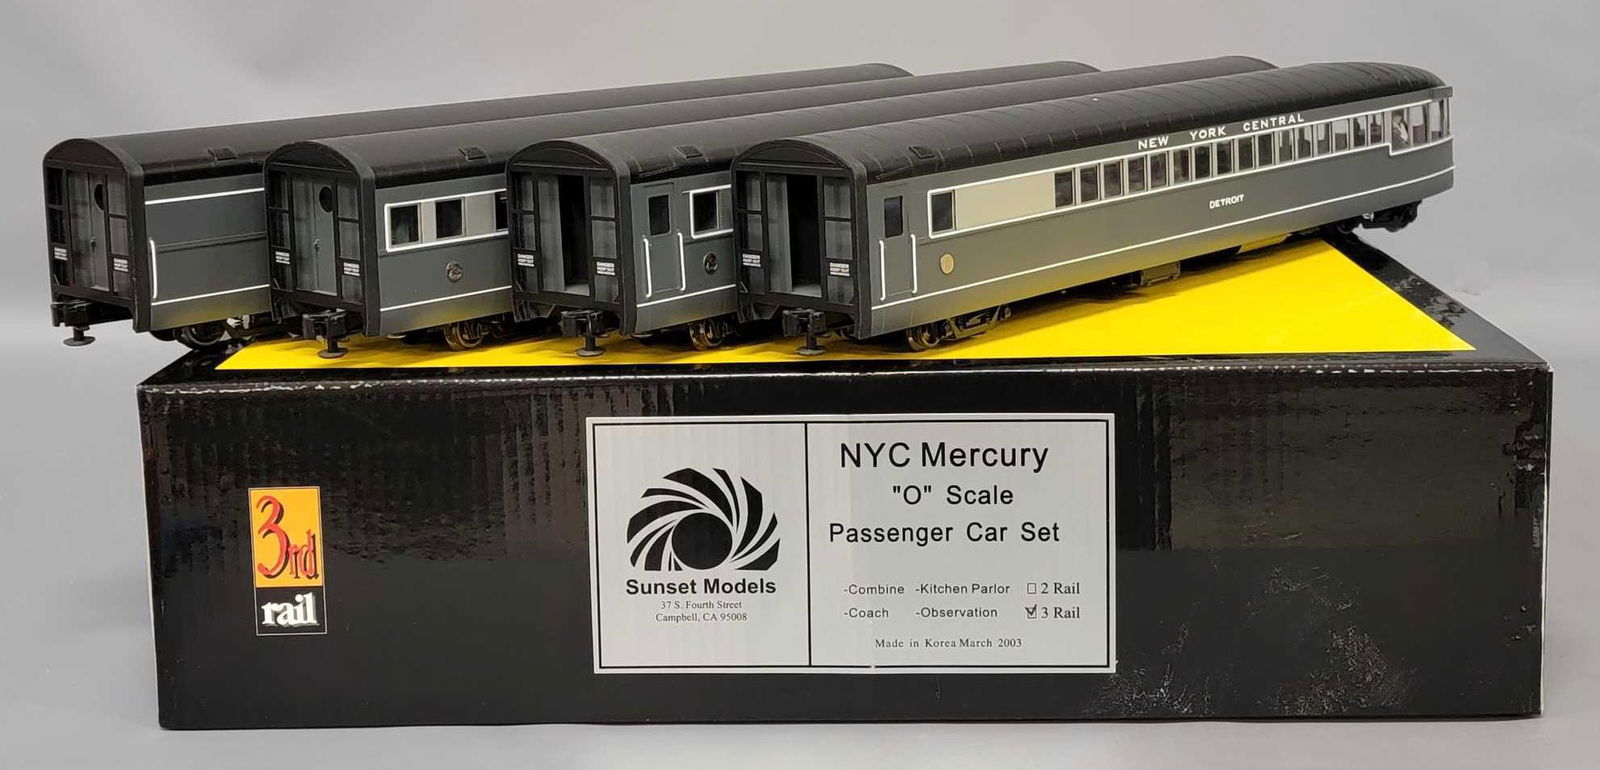 NEW YORK CENTRAL
DETROIT
3rd
rail
Sunset Models
37 S. Fourth Street
Campbell, CA 95008
NYC Mercury
"O" Scale
Passenger Car Set
-Combine -Kitchen Parlor ☐ 2 Rail
-Coach -Observation ☑ 3 Rail
Made in Korea March 2003